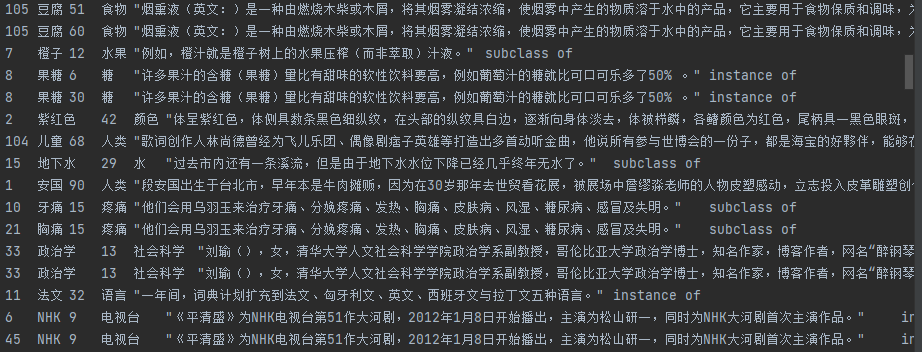 105 豆腐 51 食物 "烟熏液（英文：）是一种由燃烧木柴或木屑，将其烟雾凝结浓缩，使烟雾中产生的物质溶于水中的产品，它主要用于食物保质和调味，
105 豆腐 60 食物 "烟熏液（英文：）是一种由燃烧木柴或木屑，将其烟雾凝结浓缩，使烟雾中产生的物质溶于水中的产品，它主要用于食物保质和调味，
7 橙子 12 水果 "例如，橙汁就是橙子树上的水果压榨（而非萃取）汁液。" subclass of
8 果糖 6 糖 "许多果汁的含糖（果糖）量比有甜味的软性饮料要高，例如葡萄汁的糖就比可口可乐多了50% 。" instance of
8 果糖 30 糖 "许多果汁的含糖（果糖）量比有甜味的软性饮料要高，例如葡萄汁的糖就比可口可乐多了50% 。" instance of
2 紫红色 42 颜色 "体呈紫红色，体侧具数条黑色细纵纹，在头部的纵纹具白边，逐渐向身体淡去，体被栉鳞，各鳍颜色为红色，尾柄具一黑色眼斑，
104 儿童 68 人类 "歌词创作人林尚德曾经为飞儿乐团、偶像剧痞子英雄等打造出多首动听金曲，他说所有参与世博会的一份子，都是海宝的好夥伴，能够
15 地下水 29 水 "过去市内还有一条溪流，但是由于地下水水位下降已经几乎终年无水了。" subclass of
1 安国 90 人类 "段安国出生于台北市，早年本是牛肉摊贩，因为在30岁那年去世贸看花展，被展场中詹缪淼老师的人物皮塑感动，立志投入皮革雕塑创
10 牙痛 15 疼痛 "他们会用乌羽玉来治疗牙痛、分娩疼痛、发热、胸痛、皮肤病、风湿、糖尿病、感冒及失明。" subclass of
21 胸痛 15 疼痛 "他们会用乌羽玉来治疗牙痛、分娩疼痛、发热、胸痛、皮肤病、风湿、糖尿病、感冒及失明。" subclass of
33 政治学 13 社会科学 "刘瑜（），女，清华大学人文社会科学学院政治学系副教授，哥伦比亚大学政治学博士，知名作家，博客作者，网名“醉钢琴
33 政治学 13 社会科学 "刘瑜（），女，清华大学人文社会科学学院政治学系副教授，哥伦比亚大学政治学博士，知名作家，博客作者，网名“醉钢琴
11 法文 32 语言 "一年间，词典计划扩充到法文、匈牙利文、英文、西班牙文与拉丁文五种语言。" instance of
6 NHK 9 电视台 "《平清盛》为NHK电视台第51作大河剧，2012年1月8日开始播出，主演为松山研一，同时为NHK大河剧首次主演作品。" in
45 NHK 9 电视台 "《平清盛》为NHK电视台第51作大河剧，2012年1月8日开始播出，主演为松山研一，同时为NHK大河剧首次主演作品。" in